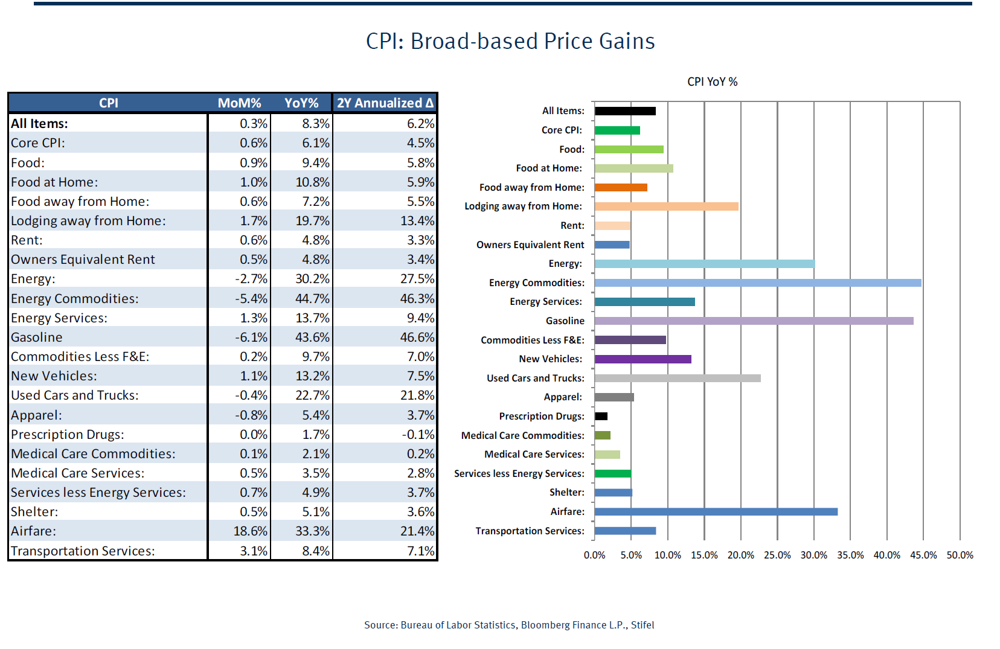 CPI: Broad-based Price Gains
CPI MoM% YoY% 2Y Annualized Δ
All Items: 0.3% 8.3% 6.2%
Core CPI: 0.6% 6.1% 4.5%
Food: 0.9% 9.4% 5.8%
Food at Home: 1.0% 10.8% 5.9%
Food away from Home: 0.6% 7.2% 5.5%
Lodging away from Home: 1.7% 19.7% 13.4%
Rent: 0.6% 4.8% 3.3%
Owners Equivalent Rent 0.5% 4.8% 3.4%
Energy: -2.7% 30.2% 27.5%
Energy Commodities: -5.4% 44.7% 46.3%
Energy Services: 1.3% 13.7% 9.4%
Gasoline -6.1% 43.6% 46.6%
Commodities Less F&E: 0.2% 9.7% 7.0%
New Vehicles: 1.1% 13.2% 7.5%
Used Cars and Trucks: -0.4% 22.7% 21.8%
Apparel: -0.8% 5.4% 3.7%
Prescription Drugs: 0.0% 1.7% -0.1%
Medical Care Commodities: 0.1% 2.1% 0.2%
Medical Care Services: 0.5% 3.5% 2.8%
Services less Energy Services: 0.7% 4.9% 3.7%
Shelter: 0.5% 5.1% 3.6%
Airfare: 18.6% 33.3% 21.4%
Transportation Services: 3.1% 8.4% 7.1%
CPI YoY %
All Items:
Core CPI:
Food:
Food at Home:
Food away from Home:
Lodging away from Home:
Rent:
Owners Equivalent Rent
Energy:
Energy Commodities:
Energy Services:
Gasoline
Commodities Less F&E:
New Vehicles:
Used Cars and Trucks:
Apparel:
Prescription Drugs:
Medical Care Commodities:
Medical Care Services:
Services less Energy Services:
Shelter:
Airfare:
Transportation Services:
0.0% 5.0% 10.0% 15.0% 20.0% 25.0% 30.0% 35.0% 40.0% 45.0% 50.0%
Source: Bureau of Labor Statistics, Bloomberg Finance L.P., Stifel